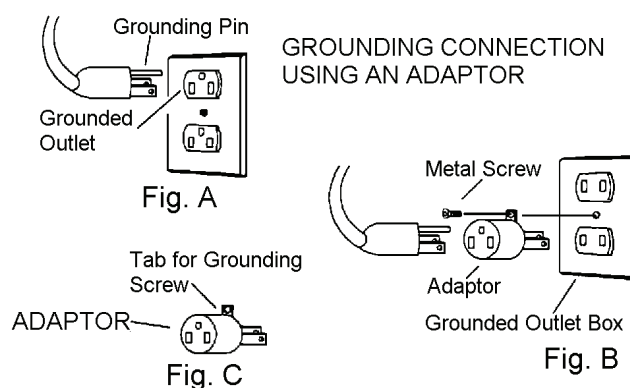 Grounding Pin
GROUNDING CONNECTION
USING AN ADAPTOR
Grounded
Outlet
Fig. A
Metal Screw
Adaptor
Grounded Outlet Box
Fig. B
Tab for Grounding
Screw
ADAPTOR
Fig. C